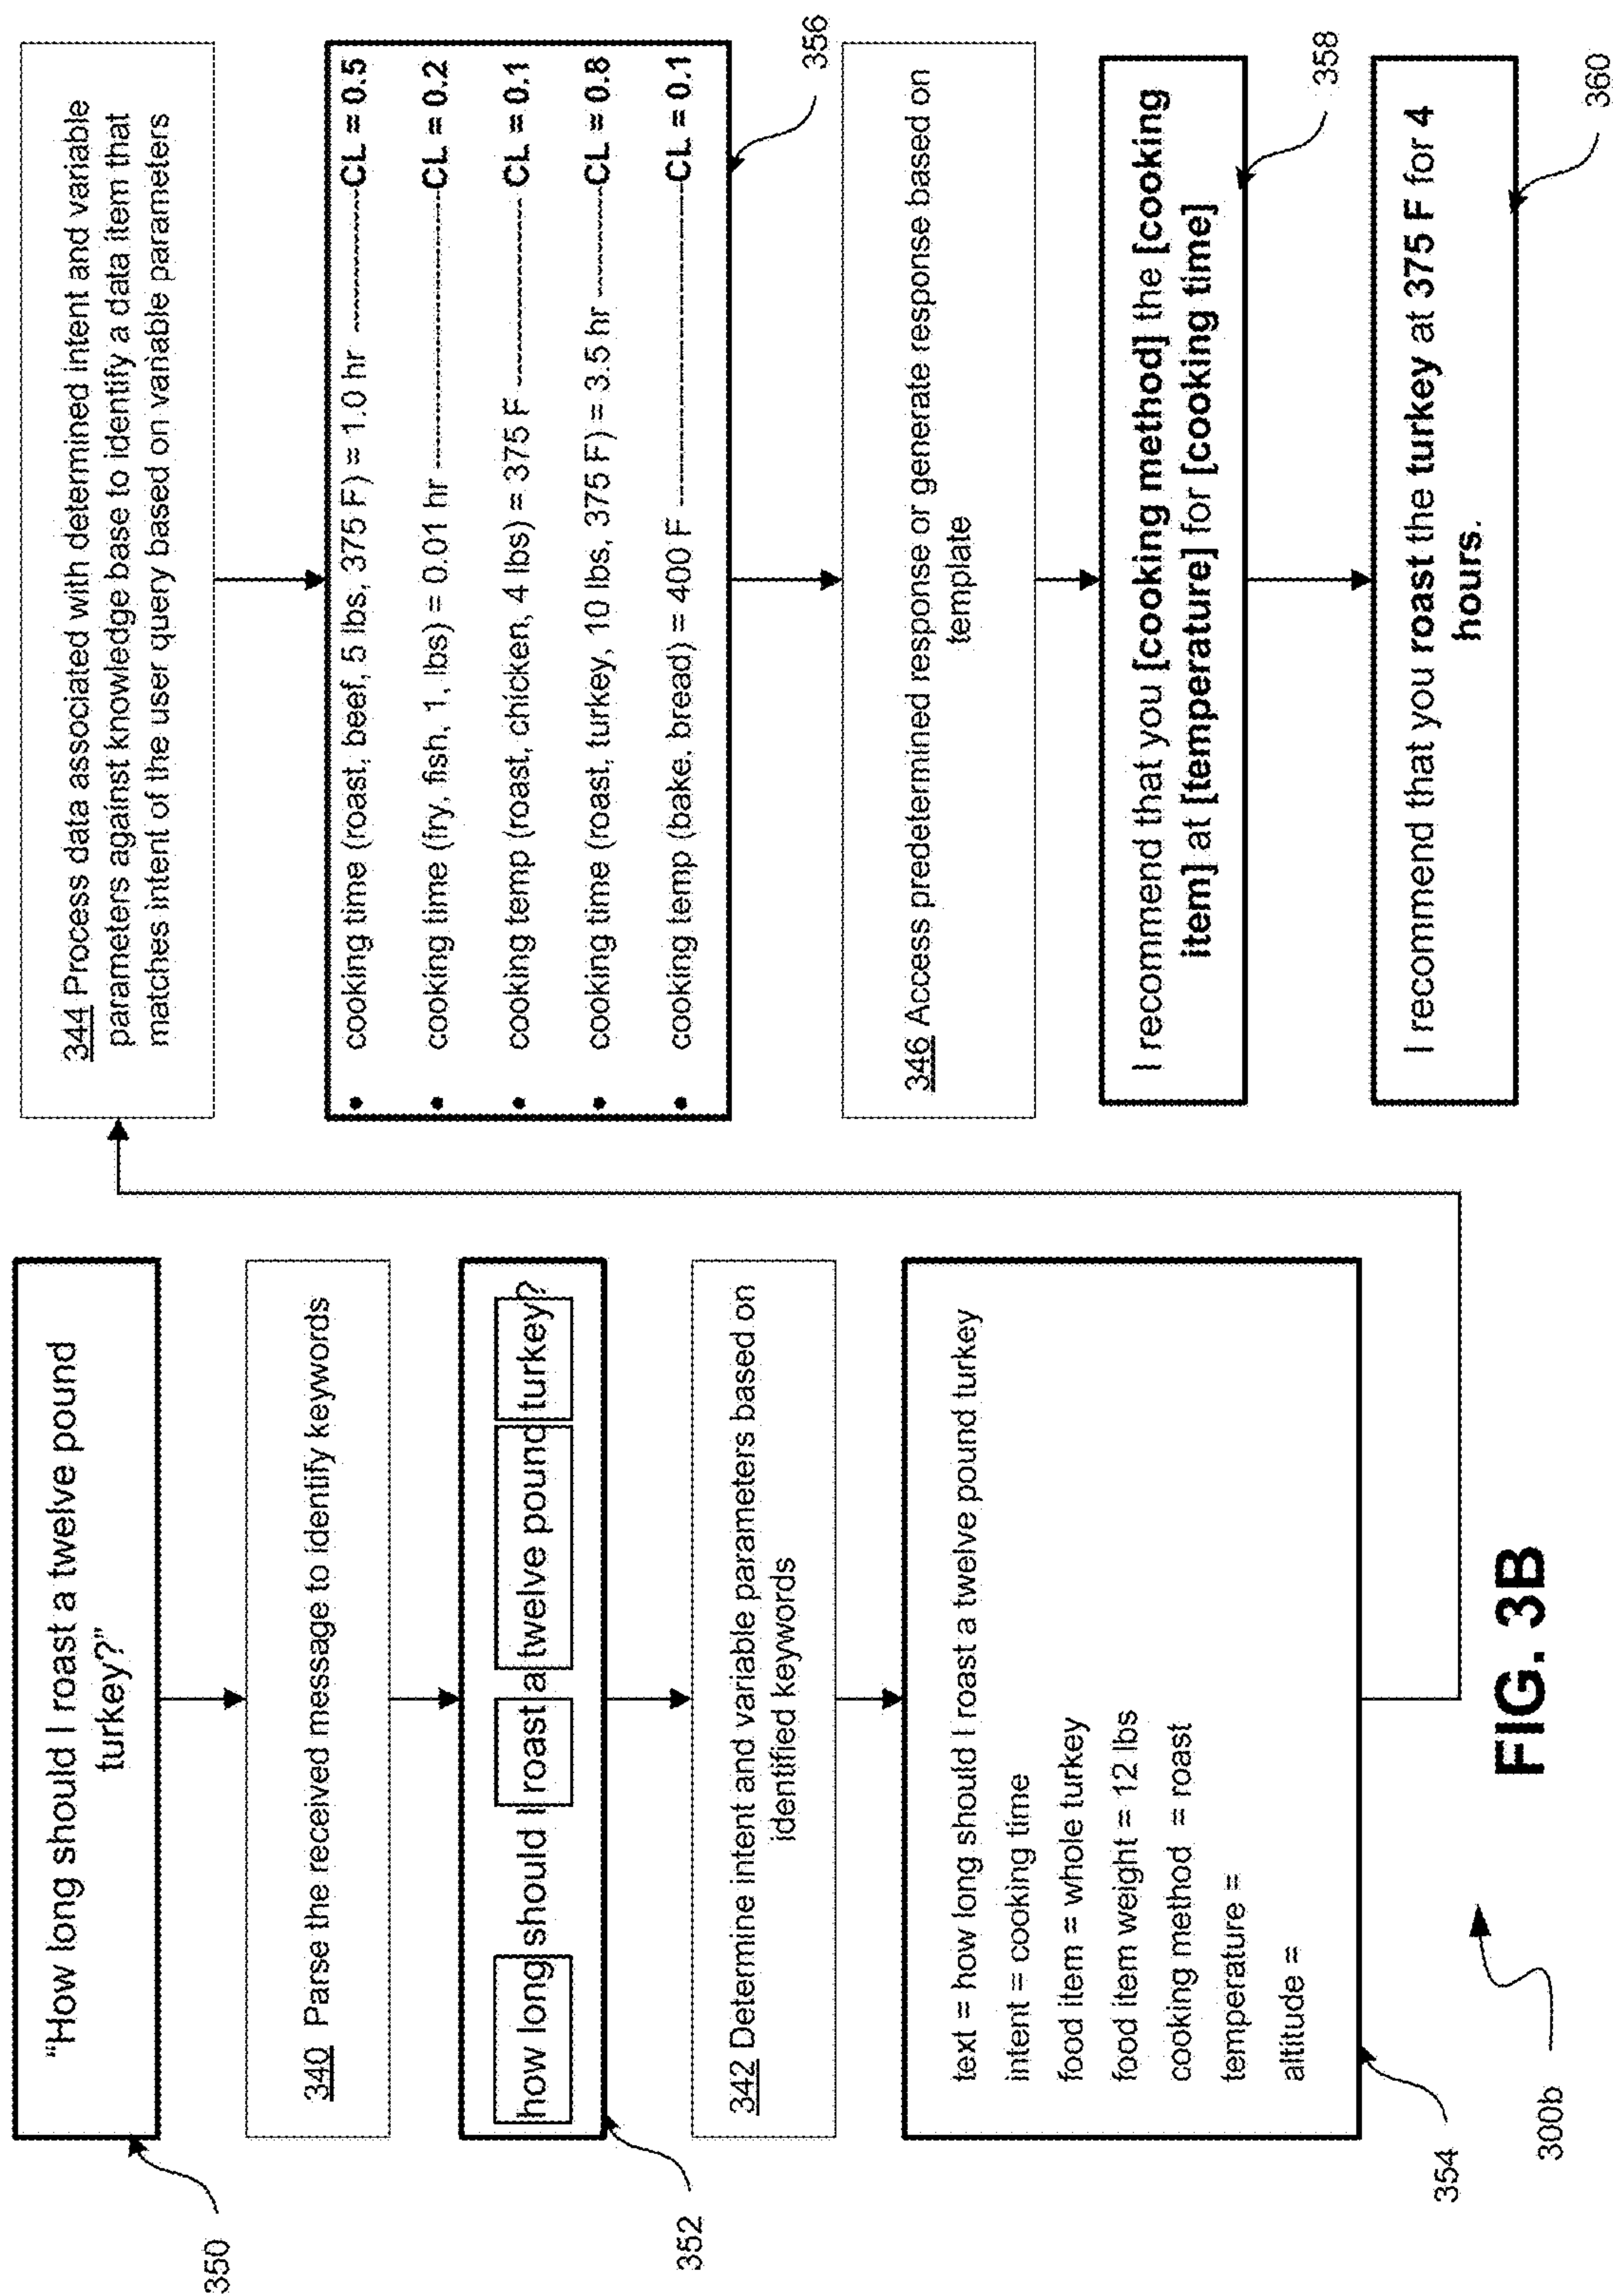 "How long should I roast a twelve pound
turkey?"
350
340 Parse the received message to identify keywords
how long should I roast a twelve pound turkey?
352
342 Determine intent and variable parameters based on
identified keywords
text = how long should I roast a twelve pound turkey
intent = cooking time
food item = whole turkey
food item weight = 12 lbs
cooking method = roast
temperature =
altitude =
354
300b
344 Process data associated with determined intent and variable
parameters against knowledge base to identify a data item that
matches intent of the user query based on variable parameters
• cooking time (roast, beef, 5 lbs, 375 F) = 1.0 hr ------------CL = 0.5
• cooking time (fry, fish, 1. lbs) = 0.01 hr ----------------------------CL = 0.2
• cooking temp (roast, chicken, 4 lbs) = 375 F ------------------CL = 0.1
• cooking time (roast, turkey, 10 lbs, 375 F) = 3.5 hr ----------CL = 0.8
• cooking temp (bake, bread) = 400 F --------------------------------CL = 0.1
356
346 Access predetermined response or generate response based on
template
I recommend that you [cooking method] the [cooking
item] at [temperature] for [cooking time]
358
I recommend that you roast the turkey at 375 F for 4
hours.
360
FIG. 3B